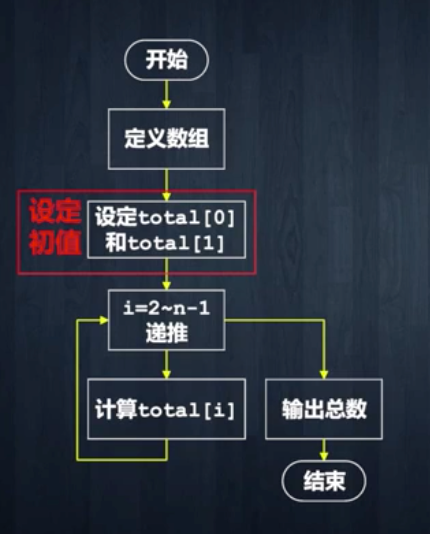 开始
定义数组
设定
初值
设定total[0]
和total[1]
i=2~n-1
递推
计算total[i]
输出总数
结束